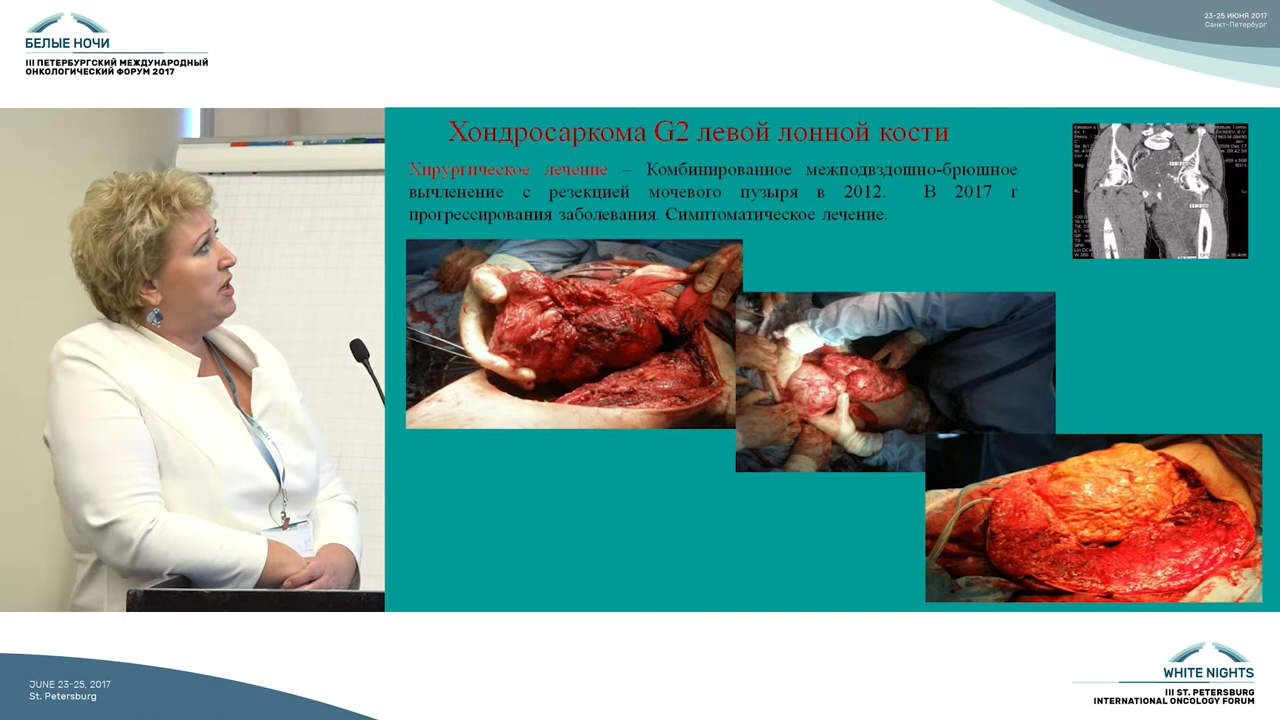 БЕЛЫЕ НОЧИ
III ПЕТЕРБУРГСКИЙ МЕЖДУНАРОДНЫЙ
ОНКОЛОГИЧЕСКИЙ ФОРУМ 2017
23-25 ИЮНЯ 2017
Санкт-Петербург
Хондросаркома G2 левой лонной кости
Хирургическое лечение – Комбинированное межподвздошно-брюшное
вычленение с резекцией мочевого пузыря в 2012. В 2017 г
прогрессирования заболевания. Симптоматическое лечение.
JUNE 23-25, 2017
St. Petersburg
WHITE NIGHTS
III ST. PETERSBURG
INTERNATIONAL ONCOLOGY FORUM